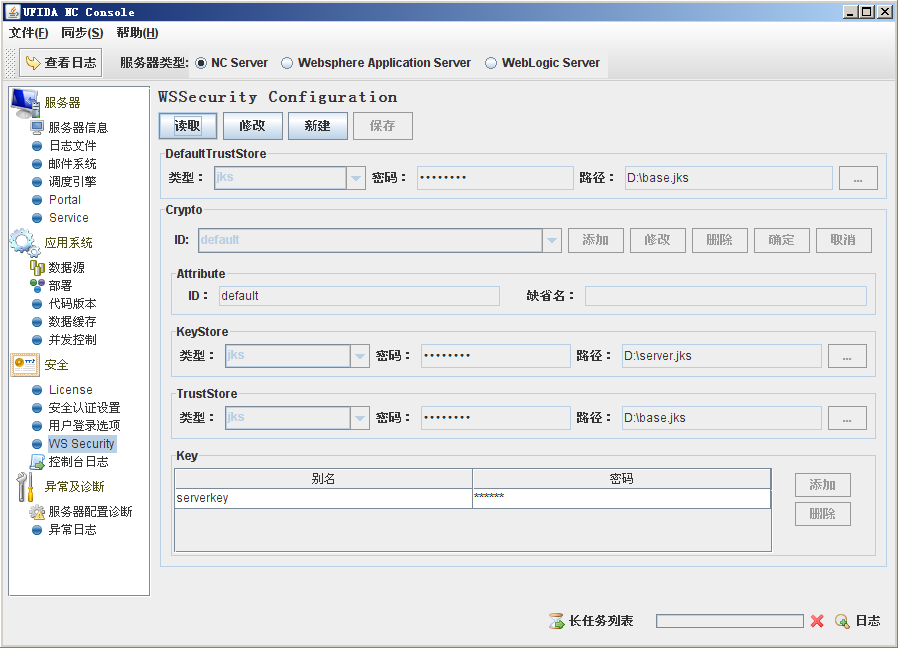 UFIDA NC Console
文件(F) 同步(S) 帮助(H)
查看日志 服务器类型: NC Server Websphere Application Server WebLogic Server
服务器
服务器信息
日志文件
邮件系统
调度引擎
Portal
Service
应用系统
数据源
部署
代码版本
数据缓存
并发控制
安全
License
安全认证设置
用户登录选项
WS Security
控制台日志
异常及诊断
服务器配置诊断
异常日志
WSSecurity Configuration
读取 修改 新建 保存
DefaultTrustStore
类型： jks 密码： •••••••• 路径： D:\base.jks ...
Crypto
ID: default 添加 修改 删除 确定 取消
Attribute
ID： default 缺省名：
KeyStore
类型： jks 密码： •••••••• 路径： D:\server.jks ...
TrustStore
类型： jks 密码： •••••••• 路径： D:\base.jks ...
Key
别名 密码
serverkey ******
添加
删除
长任务列表 日志